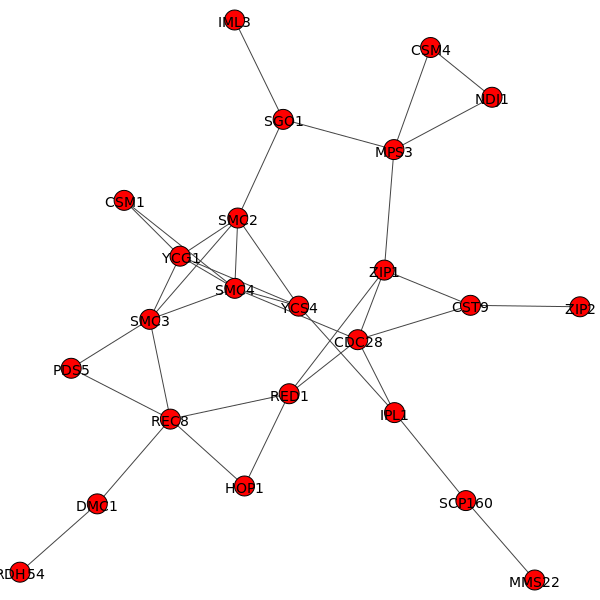 IML3
CSM4
NDI1
SGO1
MPS3
CSM1
SMC2
YCG1
ZIP1
SMC4
YCS4
CST9
ZIP2
SMC3
CDC28
PDS5
RED1
IPL1
REC8
HOP1
SCP160
DMC1
RDH54
MMS22